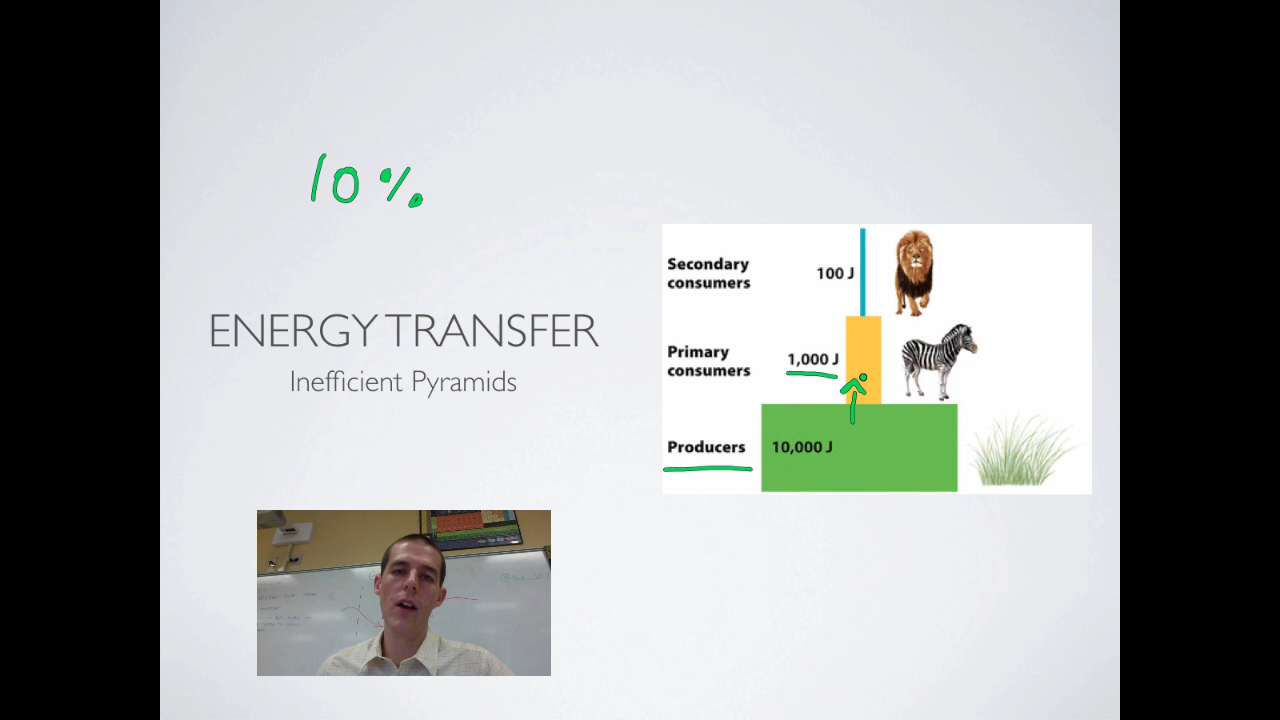 10%
ENERGY TRANSFER
Inefficient Pyramids
Secondary
consumers
100 J
Primary
consumers
1,000 J
Producers
10,000 J